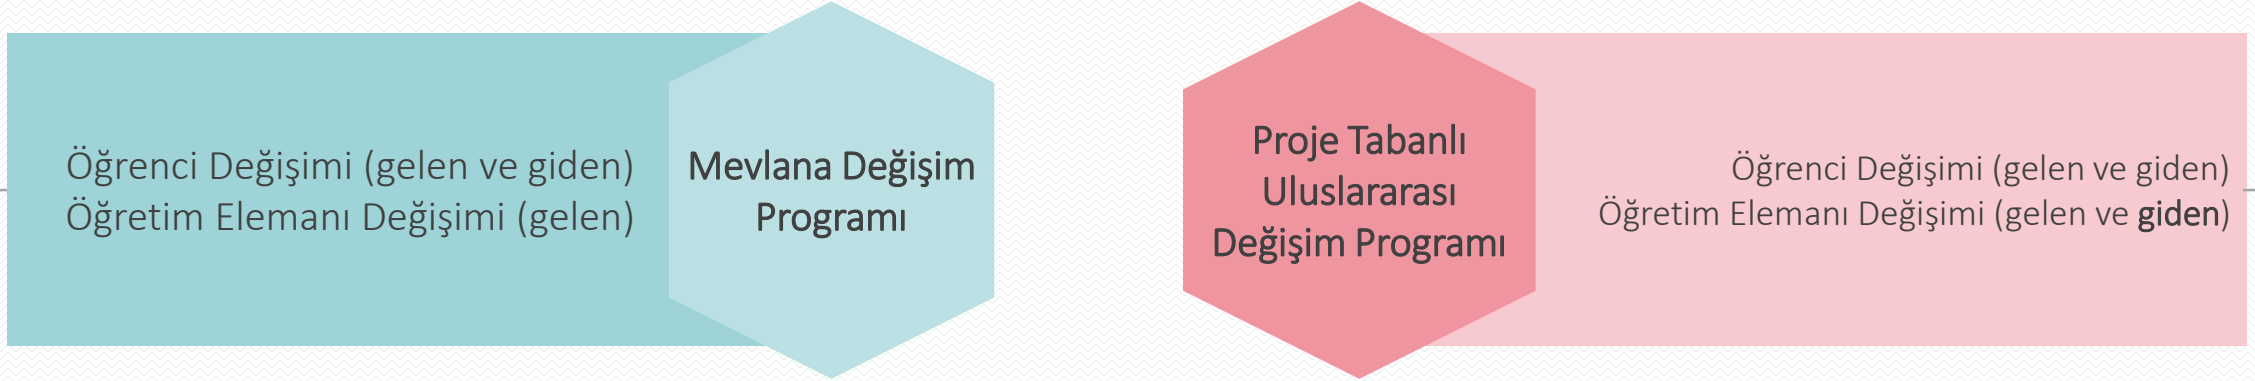 Öğrenci Değişimi (gelen ve giden)
Öğretim Elemanı Değişimi (gelen)
Mevlana Değişim
Programı
Proje Tabanlı
Uluslararası
Değişim Programı
Öğrenci Değişimi (gelen ve giden)
Öğretim Elemanı Değişimi (gelen ve giden)